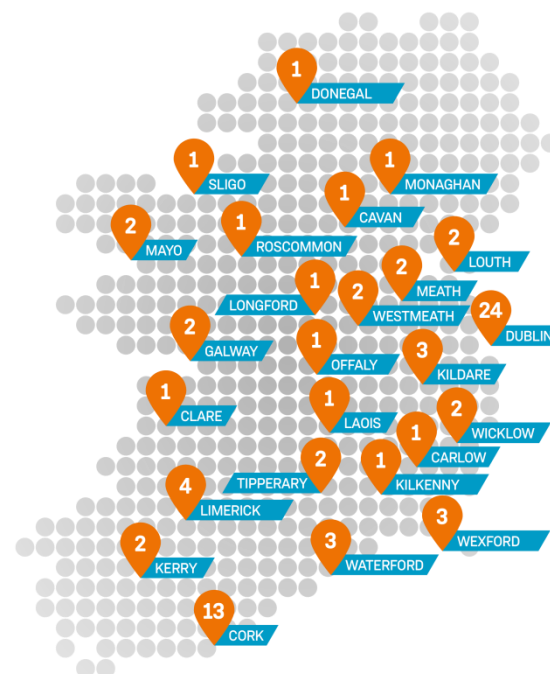 1
DONEGAL
1
SLIGO
1
MONAGHAN
1
CAVAN
2
MAYO
1
ROSCOMMON
2
LOUTH
1
LONGFORD
2
MEATH
2
WESTMEATH
24
DUBLIN
2
GALWAY
1
OFFALY
3
KILDARE
1
CLARE
1
LAOIS
2
WICKLOW
1
CARLOW
2
TIPPERARY
1
KILKENNY
4
LIMERICK
3
WEXFORD
2
KERRY
3
WATERFORD
13
CORK